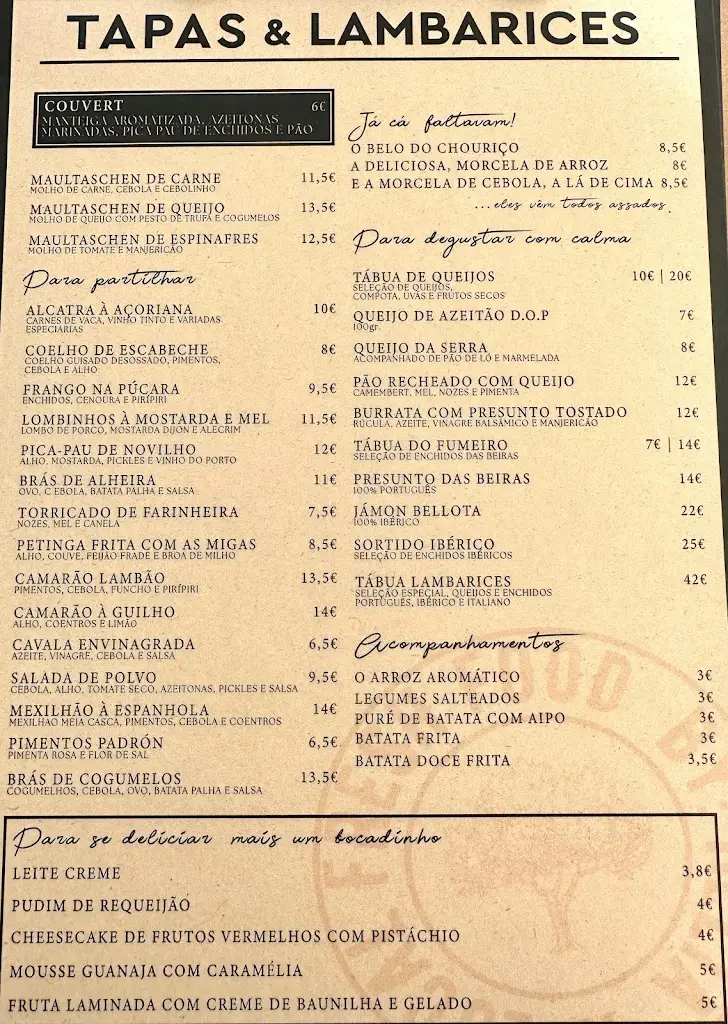 TAPAS & LAMBARICES
COUVERT 6€
MANTEIGA AROMATIZADA, AZEITONAS
MARINADAS, PICA PAU DE ENCHIDOS E PÃO
MAULTASCHEN DE CARNE 11,5€
MOLHO DE CARNE, CEBOLA E CEBOLINHO
MAULTASCHEN DE QUEIJO 13,5€
MOLHO DE QUEIJO COM PESTO DE TRUFA E COGUMELOS
MAULTASCHEN DE ESPINAFRES 12,5€
MOLHO DE TOMATE E MANJERICÃO
Para partilhar
ALCATRA À AÇORIANA 10€
CARNES DE VACA, VINHO TINTO E VARIADAS
ESPECIARIAS
COELHO DE ESCABECHE 8€
COELHO GUISADO DESOSSADO, PIMENTOS,
CEBOLA E ALHO
FRANGO NA PÚCARA 9,5€
ENCHIDOS, CENOURA E PIRÍPIRI
LOMBINHOS À MOSTARDA E MEL 11,5€
LOMBO DE PORCO, MOSTARDA DIJON E ALECRIM
PICA-PAU DE NOVILHO 12€
ALHO, MOSTARDA, PICKLES E VINHO DO PORTO
BRÁS DE ALHEIRA 11€
OVO, C EBOLA, BATATA PALHA E SALSA
TORRICADO DE FARINHEIRA 7,5€
NOZES, MEL E CANELA
PETINGA FRITA COM AS MIGAS 8,5€
ALHO, COUVE, FEIJÃO FRADE E BROA DE MILHO
CAMARÃO LAMBÃO 13,5€
PIMENTOS, CEBOLA, FUNCHO E PIRÍPIRI
CAMARÃO À GUILHO 14€
ALHO, COENTROS E LIMÃO
CAVALA ENVINAGRADA 6,5€
AZEITE, VINAGRE, CEBOLA E SALSA
SALADA DE POLVO 9,5€
CEBOLA, ALHO, TOMATE SECO, AZEITONAS, PICKLES E SALSA
MEXILHÃO À ESPANHOLA 14€
MEXILHAO MEIA CASCA, PIMENTOS, CEBOLA E COENTROS
PIMENTOS PADRÓN 6,5€
PIMENTA ROSA E FLOR DE SAL
BRÁS DE COGUMELOS 13,5€
COGUMELHOS, CEBOLA, OVO, BATATA PALHA E SALSA
Já cá faltavam!
O BELO DO CHOURIÇO 8,5€
A DELICIOSA, MORCELA DE ARROZ 8€
E A MORCELA DE CEBOLA, A LÁ DE CIMA 8,5€
...eles vêm todos assados.
Para degustar com calma
TÁBUA DE QUEIJOS 10€ | 20€
SELEÇÃO DE QUEIJOS,
COMPOTA, UVAS E FRUTOS SECOS
QUEIJO DE AZEITÃO D.O.P 7€
100gr.
QUEIJO DA SERRA 8€
ACOMPANHADO DE PÃO DE LÓ E MARMELADA
PÃO RECHEADO COM QUEIJO 12€
CAMEMBERT, MEL, NOZES E PIMENTA
BURRATA COM PRESUNTO TOSTADO 12€
RÚCULA, AZEITE, VINAGRE BALSÂMICO E MANJERICÃO
TÁBUA DO FUMEIRO 7€ | 14€
SELEÇÃO DE ENCHIDOS DAS BEIRAS
PRESUNTO DAS BEIRAS 14€
100% PORTUGUÊS
JÁMON BELLOTA 22€
100% IBÉRICO
SORTIDO IBÉRICO 25€
SELEÇÃO DE ENCHIDOS IBÉRICOS
TÁBUA LAMBARICES 42€
SELEÇÃO ESPECIAL, QUEIJOS E ENCHIDOS
PORTUGUÊS, IBÉRICO E ITALIANO
Acompanhamentos
O ARROZ AROMÁTICO 3€
LEGUMES SALTEADOS 3€
PURÉ DE BATATA COM AIPO 3€
BATATA FRITA 3€
BATATA DOCE FRITA 3,5€
Para se deliciar mais um bocadinho
LEITE CREME 3,8€
PUDIM DE REQUEIJÃO 4€
CHEESECAKE DE FRUTOS VERMELHOS COM PISTÁCHIO 4€
MOUSSE GUANAJA COM CARAMÉLIA 5€
FRUTA LAMINADA COM CREME DE BAUNILHA E GELADO 5€